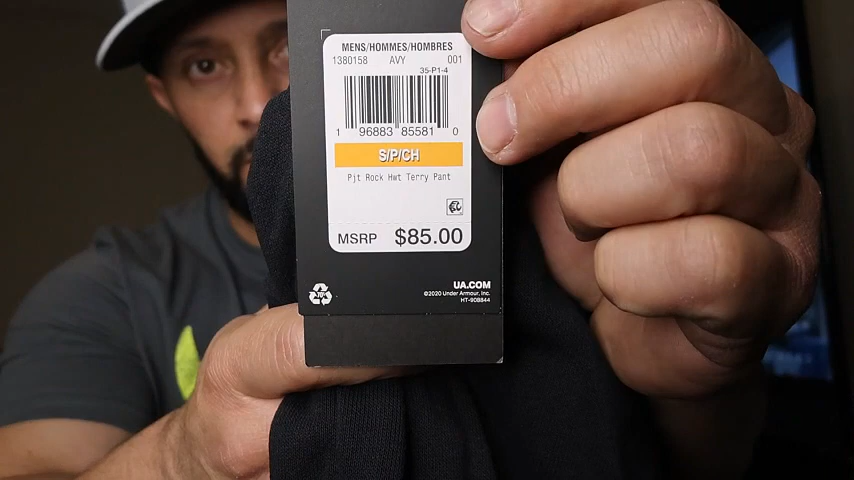 MENS/HOMMES/HOMBRES
1380158 AVY 001
35-P1-4
1 96883 85581 0
S/P/CH
Pjt Rock Hwt Terry Pant
MSRP $85.00
UA.COM
©2020 Under Armour, Inc.
HT-908844